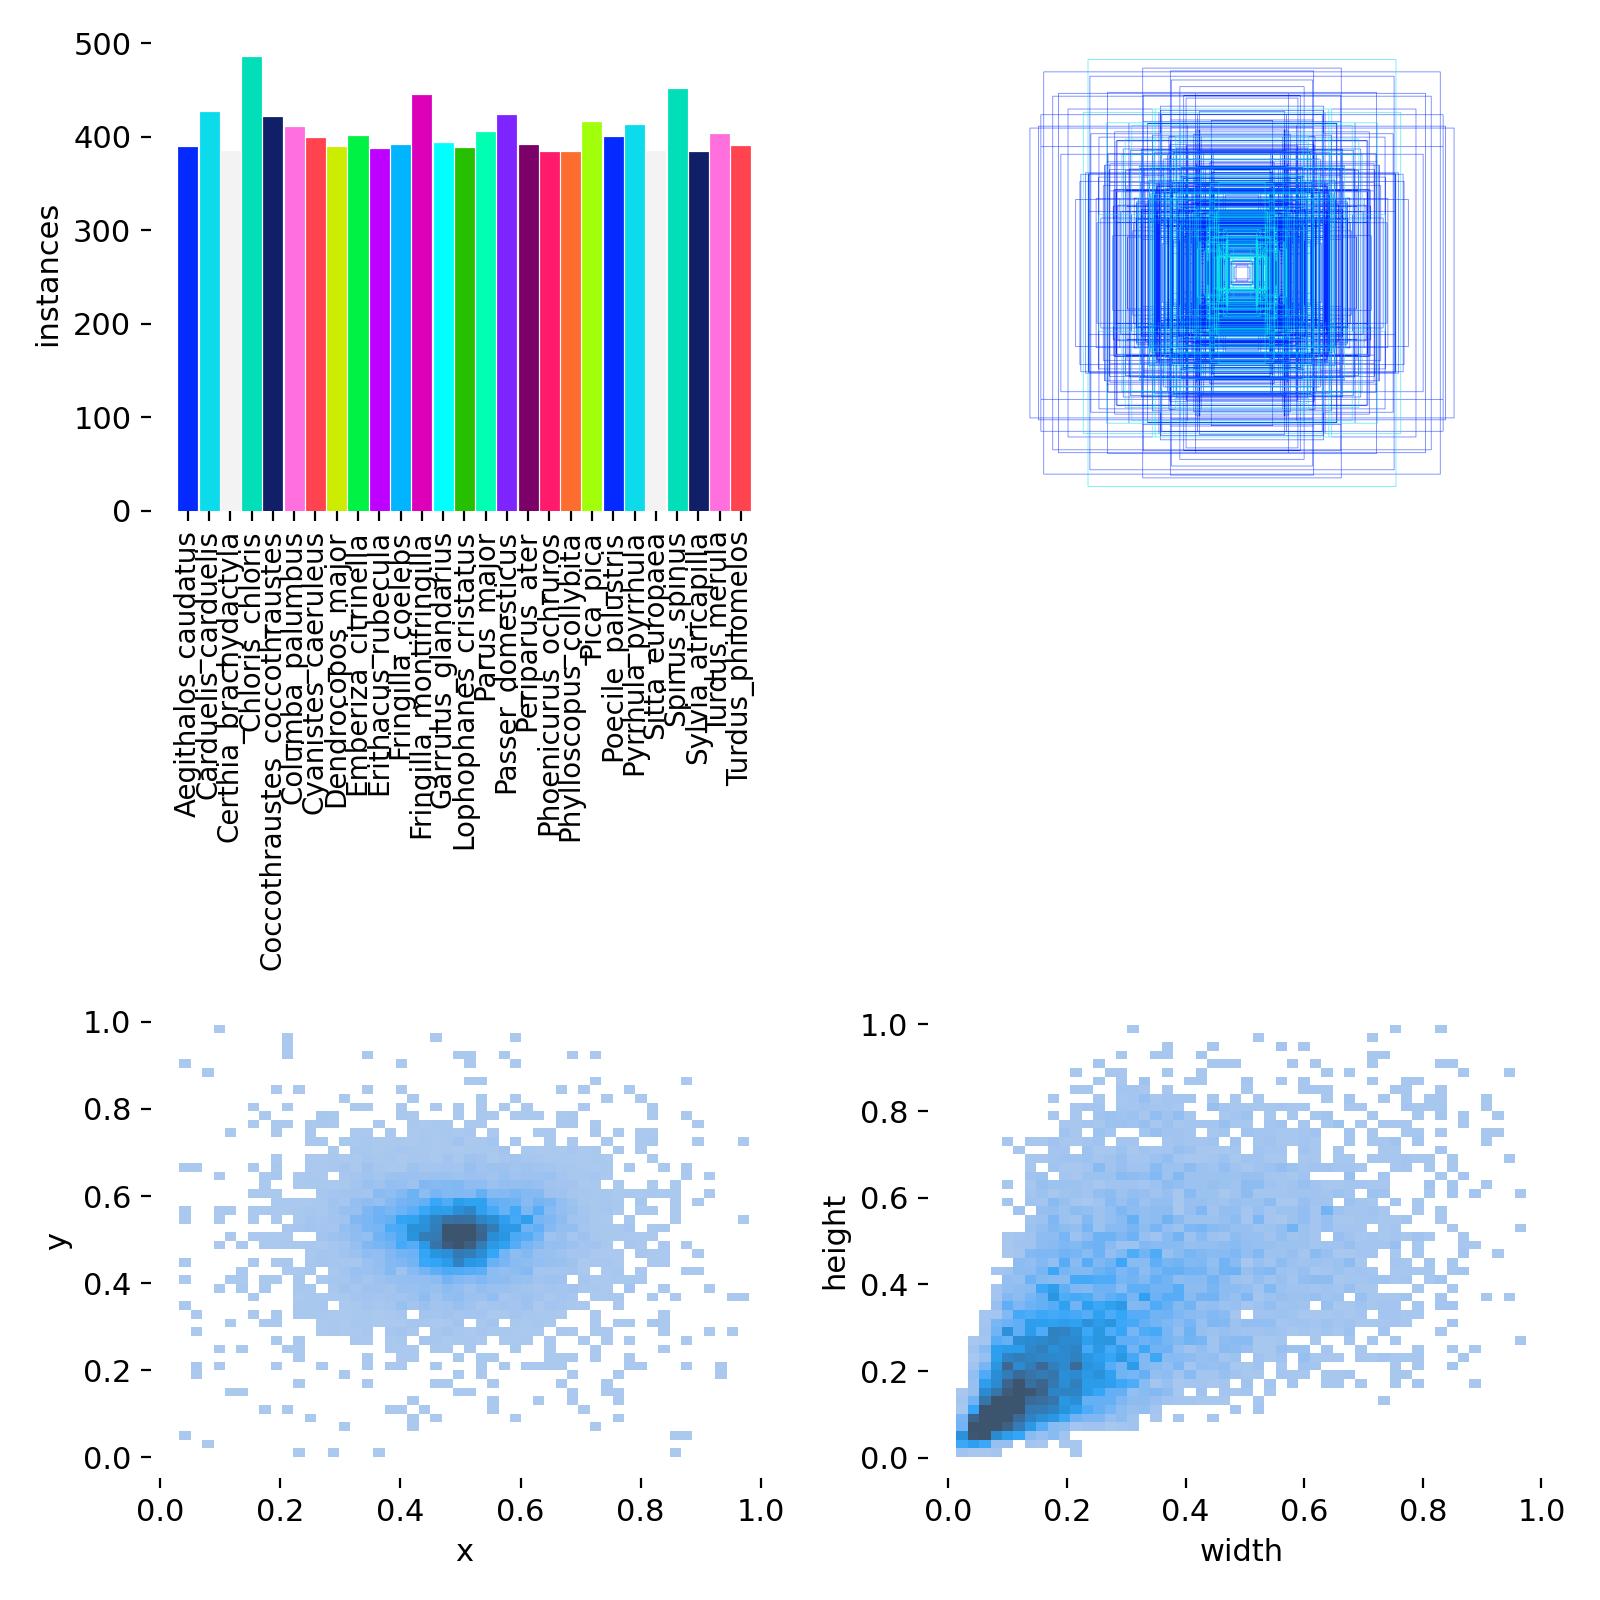 500
400
300
200
100
0
instances
Aegithalos_caudatus
Carduelis_carduelis
Certhia_brachydactyla
Chloris_chloris
Coccothraustes_coccothraustes
Columba_palumbus
Cyanistes_caeruleus
Dendrocopos_major
Emberiza_citrinella
Erithacus_rubecula
Fringilla_coelebs
Fringilla_montifringilla
Garrulus_glandarius
Lophophanes_cristatus
Parus_major
Passer_domesticus
Periparus_ater
Phoenicurus_ochruros
Phylloscopus_collybita
Pica_pica
Poecile_palustris
Pyrrhula_pyrrhula
Sitta_europaea
Spinus_spinus
Sylvia_atricapilla
Turdus_merula
Turdus_philomelos
1.0
0.8
0.6
0.4
0.2
0.0
y
0.0 0.2 0.4 0.6 0.8 1.0
x
1.0
0.8
0.6
0.4
0.2
0.0
height
0.0 0.2 0.4 0.6 0.8 1.0
width